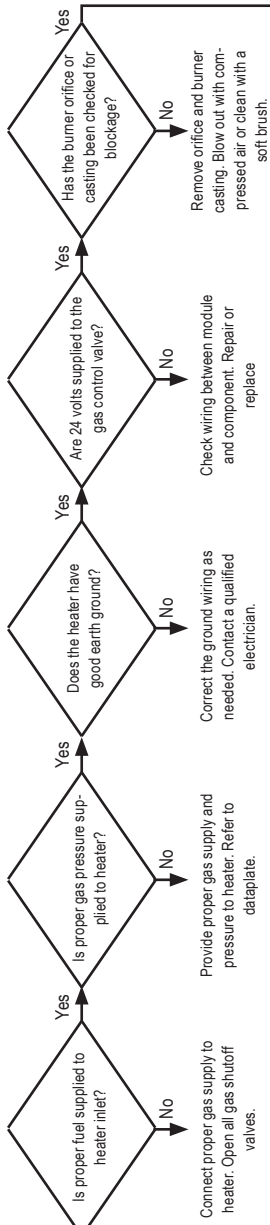 Is proper fuel supplied to
heater inlet?
Yes
No
Connect proper gas supply to
heater. Open all gas shutoff
valves.
Is proper gas pressure sup-
plied to heater?
Yes
No
Provide proper gas supply and
pressure to heater. Refer to
dataplate.
Does the heater have
good earth ground?
Yes
No
Correct the ground wiring as
needed. Contact a qualified
electrician.
Are 24 volts supplied to the
gas control valve?
Yes
No
Check wiring between module
and component. Repair or
replace
Has the burner orifice or
casting been checked for
blockage?
Yes
No
Remove orifice and burner
casting. Blow out with com-
pressed air or clean with a
soft brush.